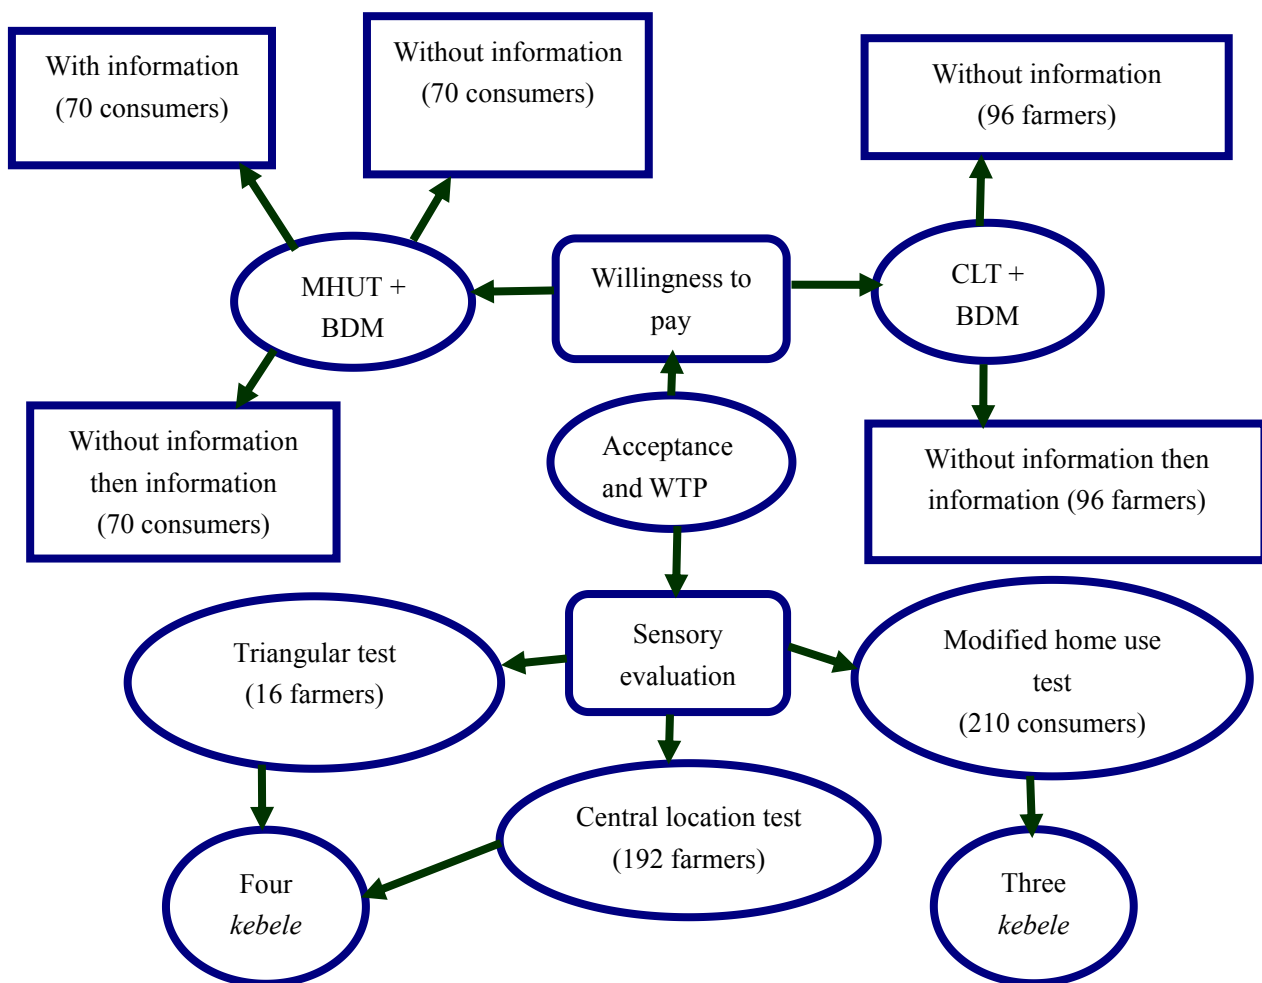 With information
(70 consumers)
Without information
(70 consumers)
Without information
(96 farmers)
MHUT +
BDM
Willingness to
pay
CLT +
BDM
Without information
then information
(70 consumers)
Acceptance
and WTP
Without information then
information (96 farmers)
Triangular test
(16 farmers)
Sensory
evaluation
Modified home use
test
(210 consumers)
Central location test
(192 farmers)
Four
kebele
Three
kebele